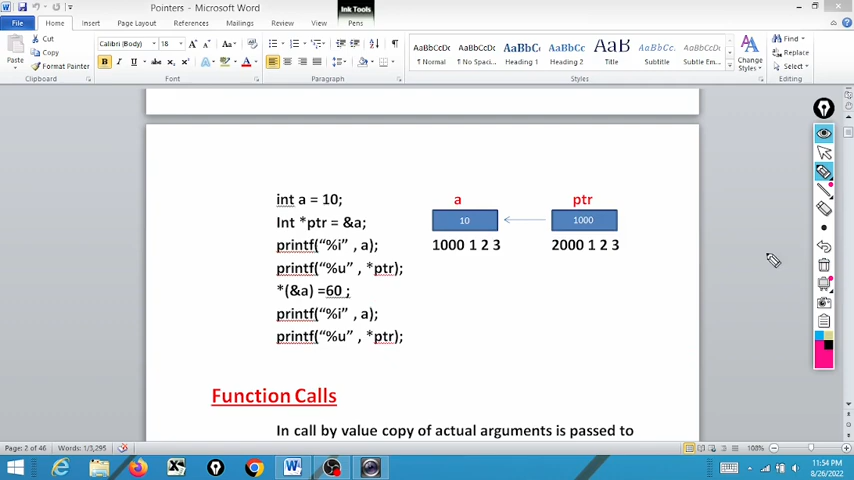 Pointers - Microsoft Word
Ink Tools
File Home Insert Page Layout References Mailings Review View Pens
Cut
Copy
Format Painter
Paste
Clipboard
Calibri (Body) 18
Font
Paragraph
AaBbCcDc AaBbCcDc AaBbC AaBbCc AaB AaBbCc. AaBbCcDc
¶ Normal ¶ No Spaci... Heading 1 Heading 2 Title Subtitle Subtle Em...
Styles
Change
Styles
Find
Replace
Select
Editing
int a = 10;
Int *ptr = &a;
printf(“%i” , a);
printf(“%u” , *ptr);
*(&a) =60 ;
printf(“%i” , a);
printf(“%u” , *ptr);
a ptr
10 1000
1000 1 2 3 2000 1 2 3
Function Calls
In call by value copy of actual arguments is passed to
Page: 2 of 46 Words: 1/3,295 108%
11:54 PM
8/26/2022